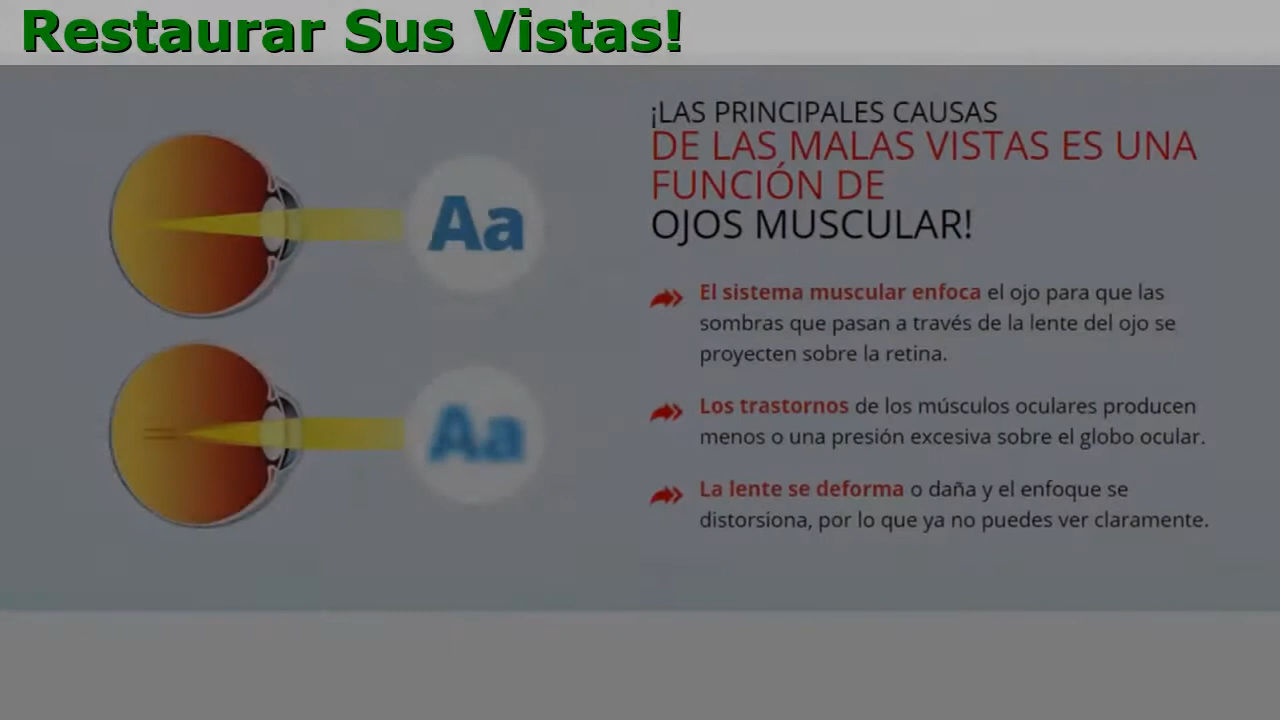 Restaurar Sus Vistas!
¡LAS PRINCIPALES CAUSAS
DE LAS MALAS VISTAS ES UNA
FUNCIÓN DE
OJOS MUSCULAR!
Aa
El sistema muscular enfoca el ojo para que las
sombras que pasan a través de la lente del ojo se
proyecten sobre la retina.
Aa
Los trastornos de los músculos oculares producen
menos o una presión excesiva sobre el globo ocular.
La lente se deforma o daña y el enfoque se
distorsiona, por lo que ya no puedes ver claramente.